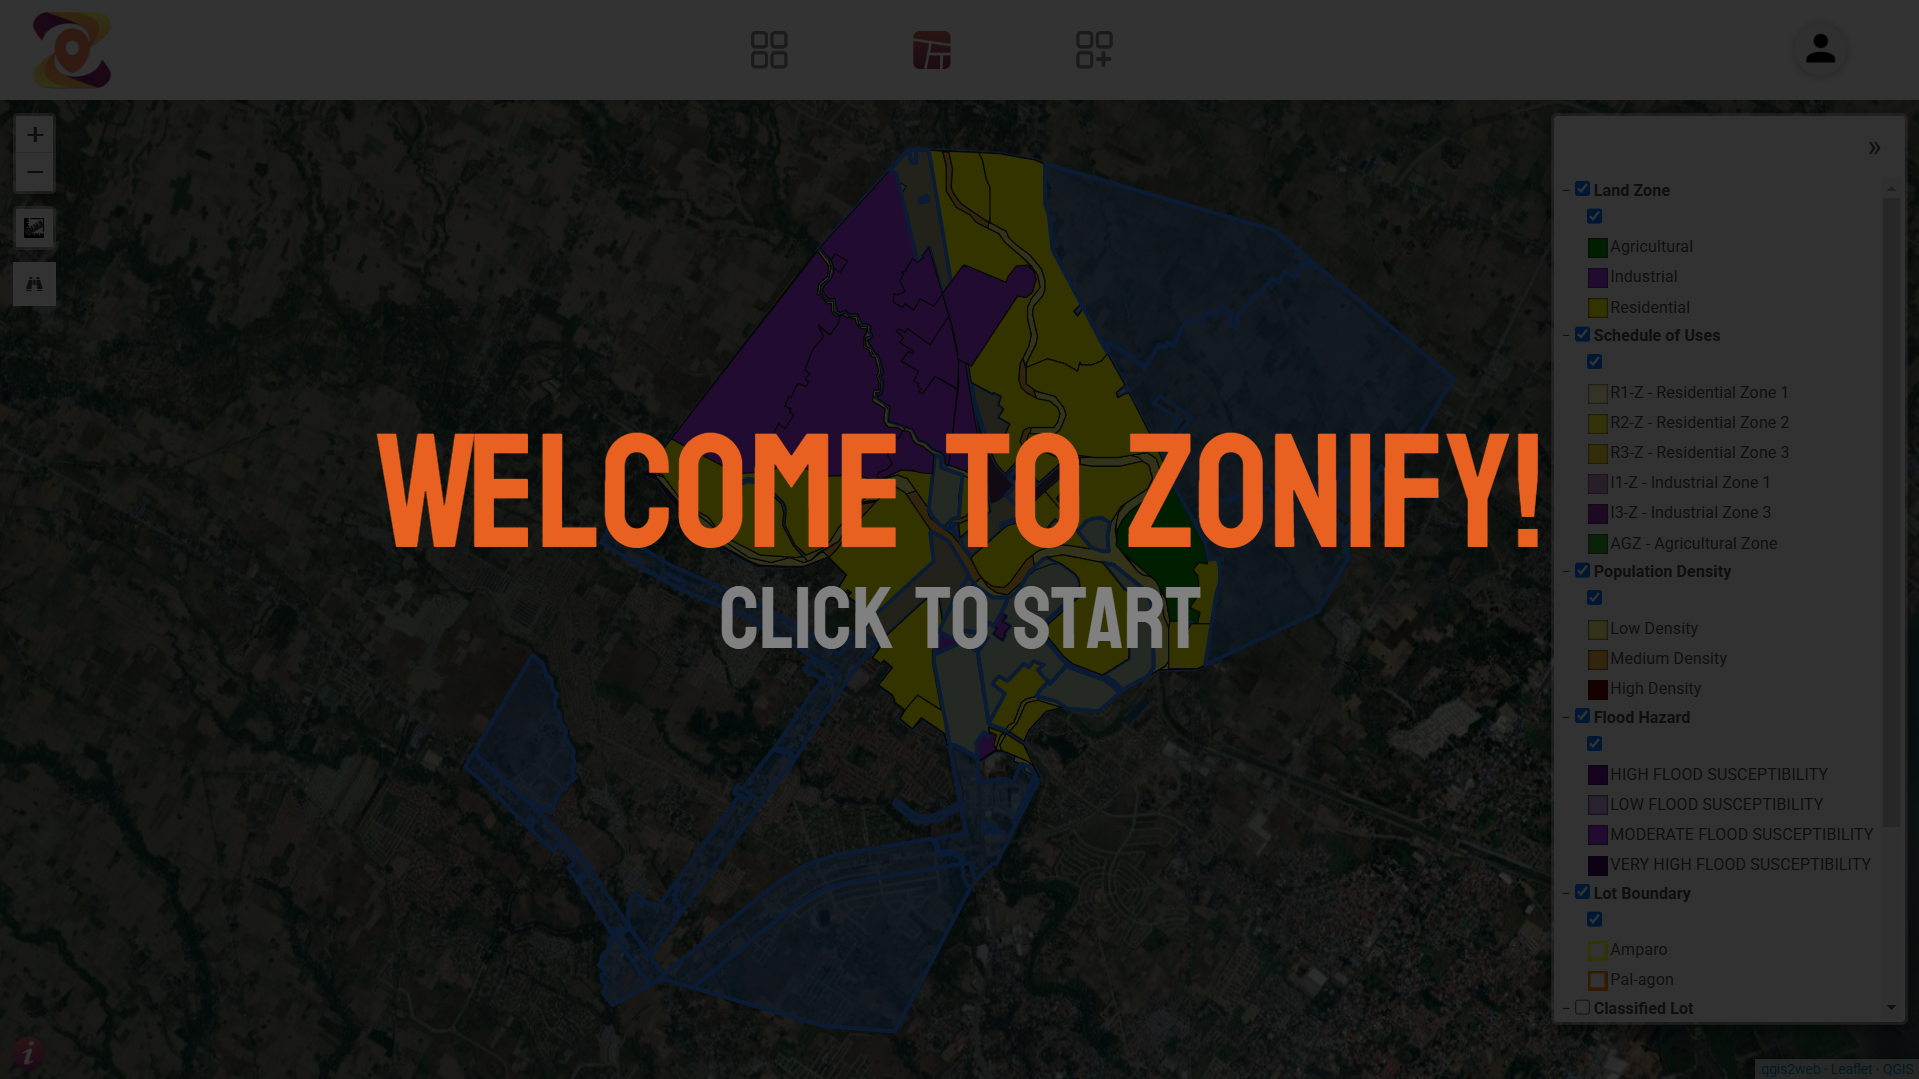 +
−
»
Land Zone
Agricultural
Industrial
Residential
Schedule of Uses
R1-Z - Residential Zone 1
R2-Z - Residential Zone 2
R3-Z - Residential Zone 3
I1-Z - Industrial Zone 1
I3-Z - Industrial Zone 3
AGZ - Agricultural Zone
Population Density
Low Density
Medium Density
High Density
Flood Hazard
HIGH FLOOD SUSCEPTIBILITY
LOW FLOOD SUSCEPTIBILITY
MODERATE FLOOD SUSCEPTIBILITY
VERY HIGH FLOOD SUSCEPTIBILITY
Lot Boundary
Amparo
Pal-agon
Classified Lot
WELCOME TO ZONIFY!
CLICK TO START
i
qgis2web · Leaflet · QGIS